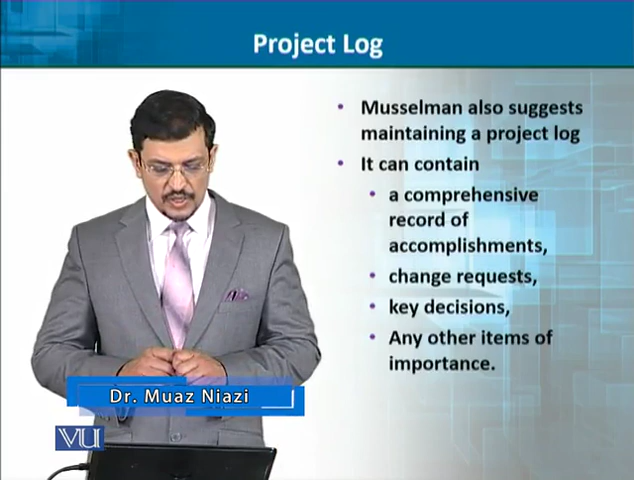 Project Log
• Musselman also suggests
maintaining a project log
• It can contain
• a comprehensive
record of
accomplishments,
• change requests,
• key decisions,
• Any other items of
importance.
Dr. Muaz Niazi
VU